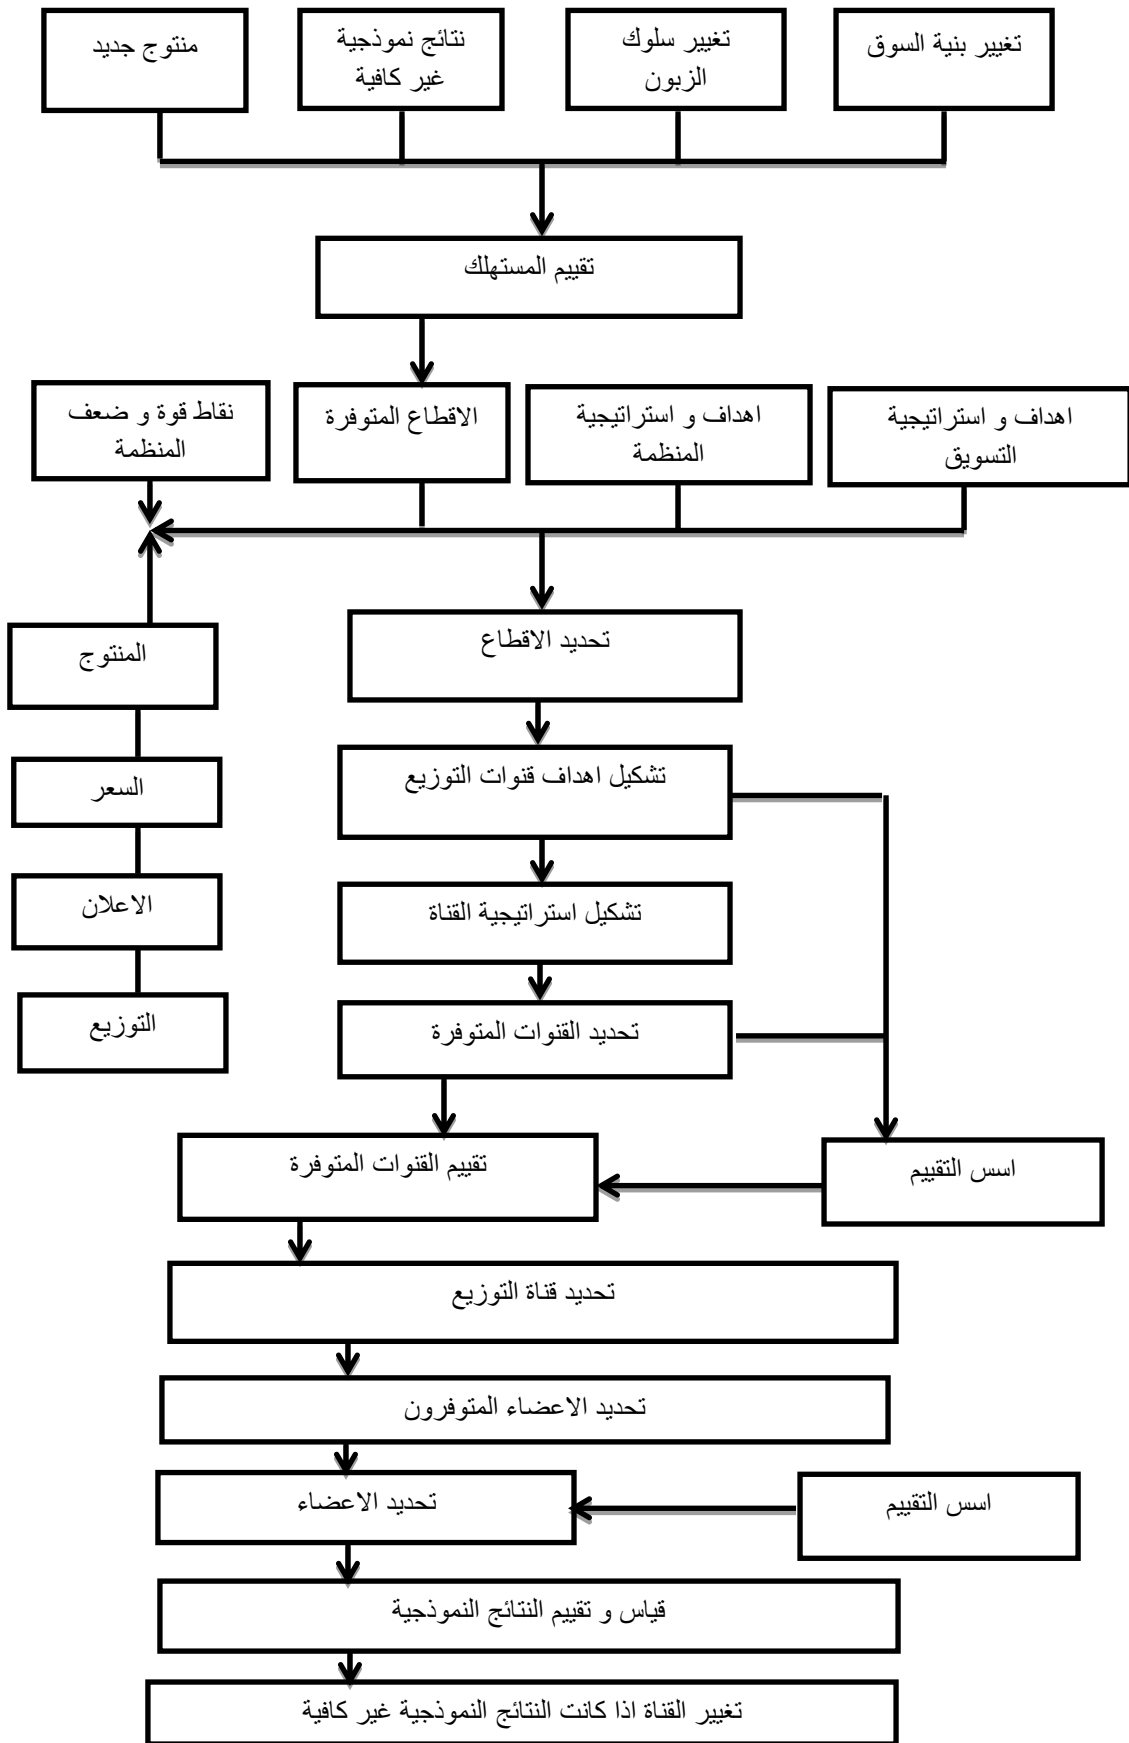 تغيير بنية السوق
تغيير سلوك
الزبون
نتائج نموذجية
غير كافية
منتوج جديد
تقييم المستهلك
اهداف و استراتيجية
التسويق
اهداف و استراتيجية
المنظمة
الاقطاع المتوفرة
نقاط قوة و ضعف
المنظمة
تحديد الاقطاع
المنتوج
تشكيل اهداف قنوات التوزيع
السعر
تشكيل استراتيجية القناة
الاعلان
تحديد القنوات المتوفرة
التوزيع
اسس التقييم
تقييم القنوات المتوفرة
تحديد قناة التوزيع
تحديد الاعضاء المتوفرون
اسس التقييم
تحديد الاعضاء
قياس و تقييم النتائج النموذجية
تغيير القناة اذا كانت النتائج النموذجية غير كافية